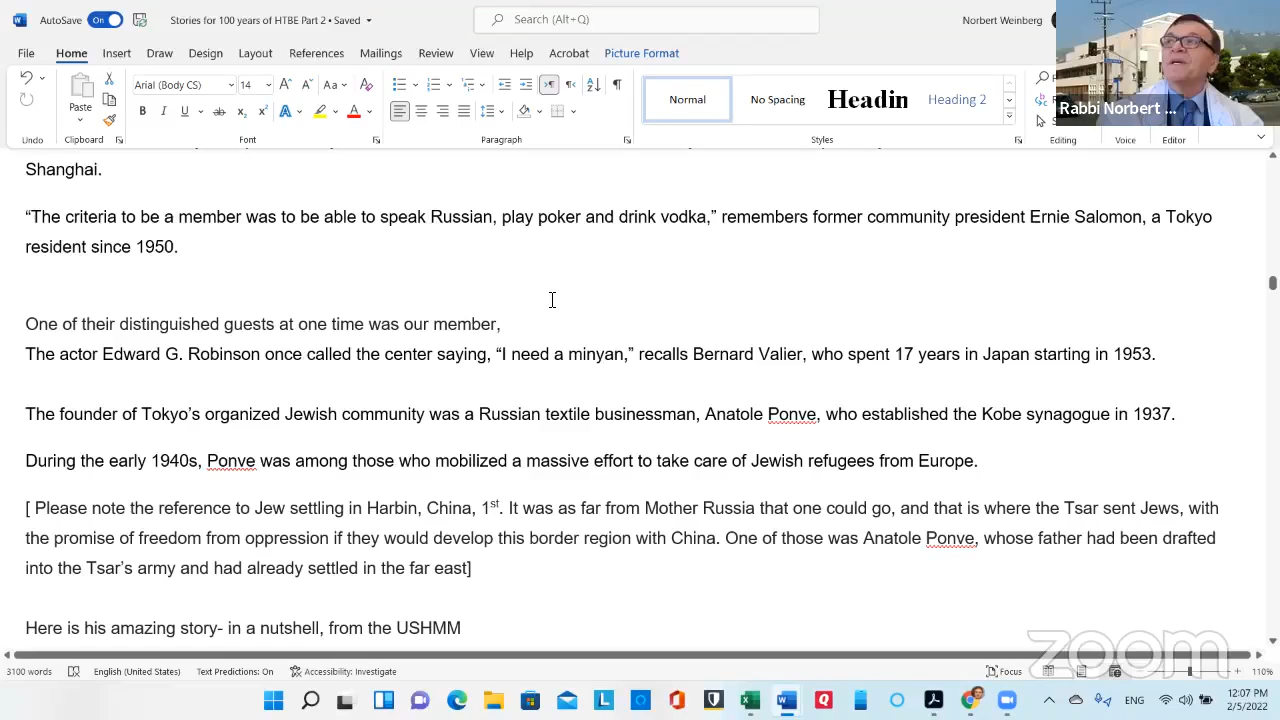 AutoSave On Stories for 100 years of HTBE Part 2 • Saved Search (Alt+Q) Norbert Weinberg
File Home Insert Draw Design Layout References Mailings Review View Help Acrobat Picture Format
Arial (Body CS) 14 A A Aa
Paste B I U ab x2 x2 A A
Normal No Spacing Headin Heading 2
Undo Clipboard Font Paragraph Styles Editing Voice Editor
Rabbi Norbert ...
Shanghai.
“The criteria to be a member was to be able to speak Russian, play poker and drink vodka,” remembers former community president Ernie Salomon, a Tokyo
resident since 1950.
One of their distinguished guests at one time was our member,
The actor Edward G. Robinson once called the center saying, “I need a minyan,” recalls Bernard Valier, who spent 17 years in Japan starting in 1953.
The founder of Tokyo’s organized Jewish community was a Russian textile businessman, Anatole Ponve, who established the Kobe synagogue in 1937.
During the early 1940s, Ponve was among those who mobilized a massive effort to take care of Jewish refugees from Europe.
[ Please note the reference to Jew settling in Harbin, China, 1st. It was as far from Mother Russia that one could go, and that is where the Tsar sent Jews, with
the promise of freedom from oppression if they would develop this border region with China. One of those was Anatole Ponve, whose father had been drafted
into the Tsar’s army and had already settled in the far east]
Here is his amazing story- in a nutshell, from the USHMM
zoom
3100 words English (United States) Text Predictions: On Accessibility: Investigate Focus 110%
12:07 PM
2/5/2022